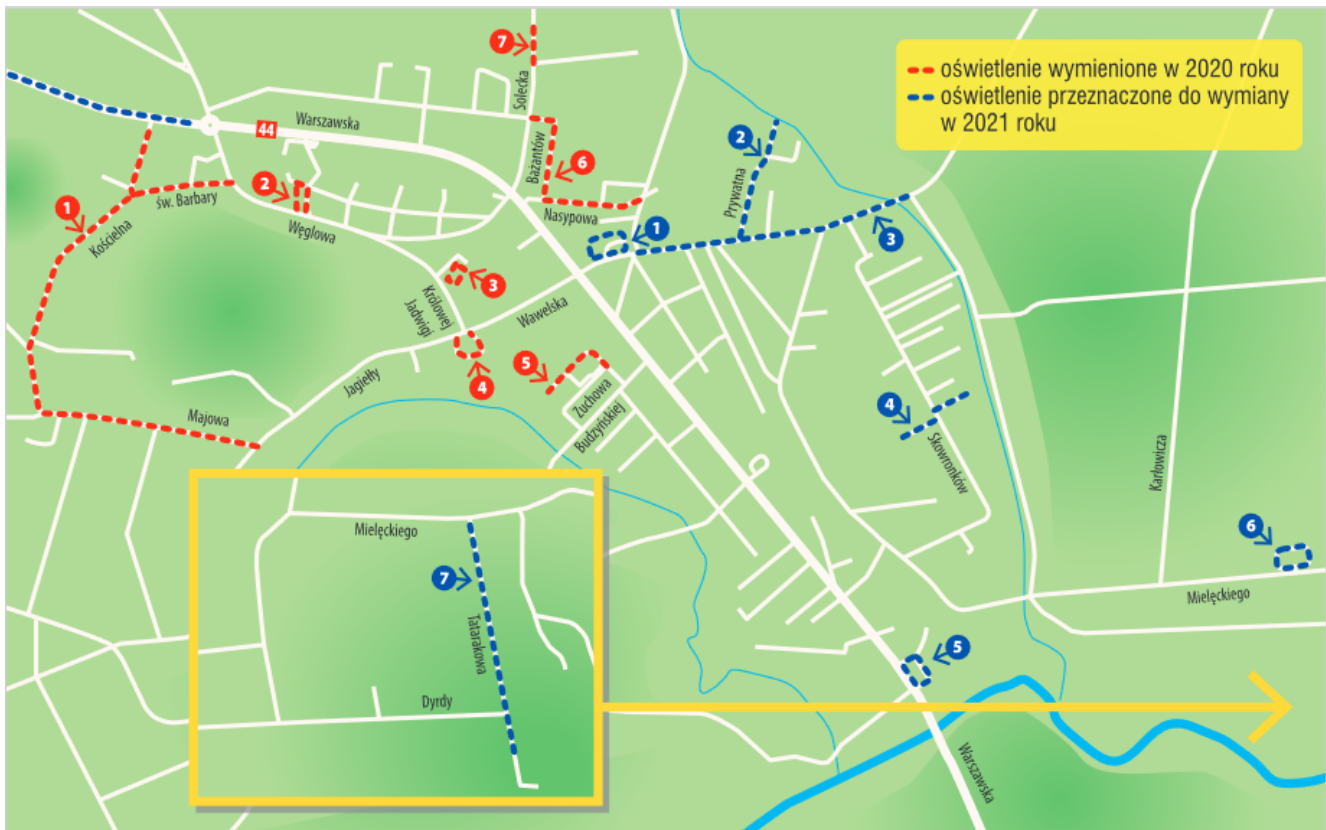 oświetlenie wymienione w 2020 roku
oświetlenie przeznaczone do wymiany
w 2021 roku
7
Solecka
44
Warszawska
Bażantów
6
2
Prywatna
1
św. Barbary
2
Kościelna
Węglowa
Nasypowa
1
3
3
Królowej
Jadwigi
Wawelska
5
4
Jagiełły
Żuchowa
Budzyńskiej
Majowa
4
Skowronków
Karłowicza
6
Mielęckiego
Mielęckiego
7
Tatarakowa
Dyrdy
5
Warszawska